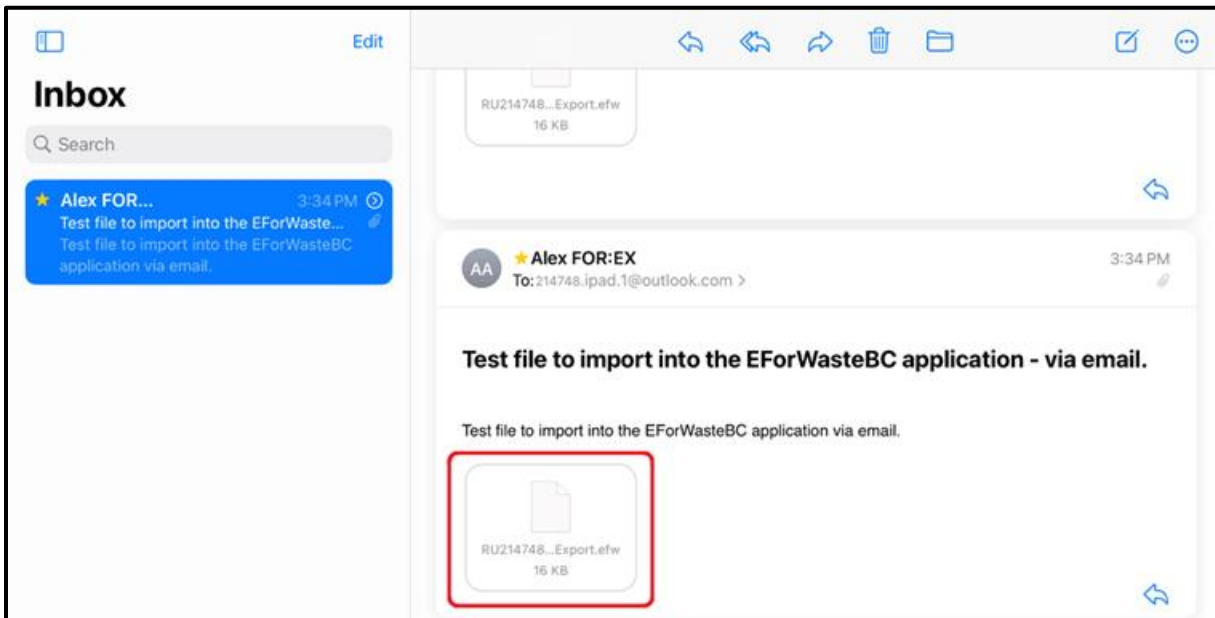 Edit
Inbox
Search
Alex FOR... 3:34 PM
Test file to import into the EForWaste...
Test file to import into the EForWasteBC
application via email.
RU214748...Export.efw
16 KB
AA
Alex FOR:EX 3:34 PM
To: 214748.ipad.1@outlook.com >
Test file to import into the EForWasteBC application - via email.
Test file to import into the EForWasteBC application via email.
RU214748...Export.efw
16 KB